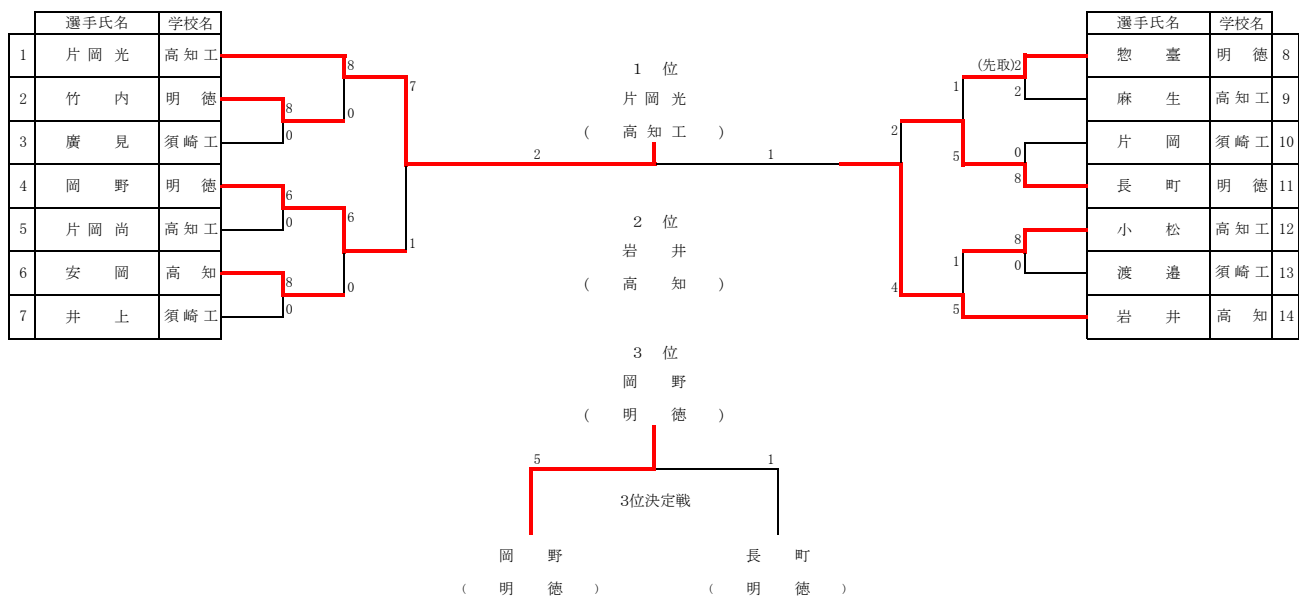 選手氏名 学校名
1 片岡光 高知工
2 竹内 明徳
3 廣見 須崎工
4 岡野 明徳
5 片岡尚 高知工
6 安岡 高知
7 井上 須崎工
8
0
8
0
6
0
8
0
7
6
0
1
2
1
1 位
片岡光
( 高知工 )
2 位
岩井
( 高知 )
3 位
岡野
( 明徳 )
5
1
3位決定戦
岡野
( 明徳 )
長町
( 明徳 )
選手氏名 学校名
惣臺 明徳 8
麻生 高知工 9
片岡 須崎工 10
長町 明徳 11
小松 高知工 12
渡邉 須崎工 13
岩井 高知 14
(先取)2
2
1
0
8
5
2
8
0
1
5
4